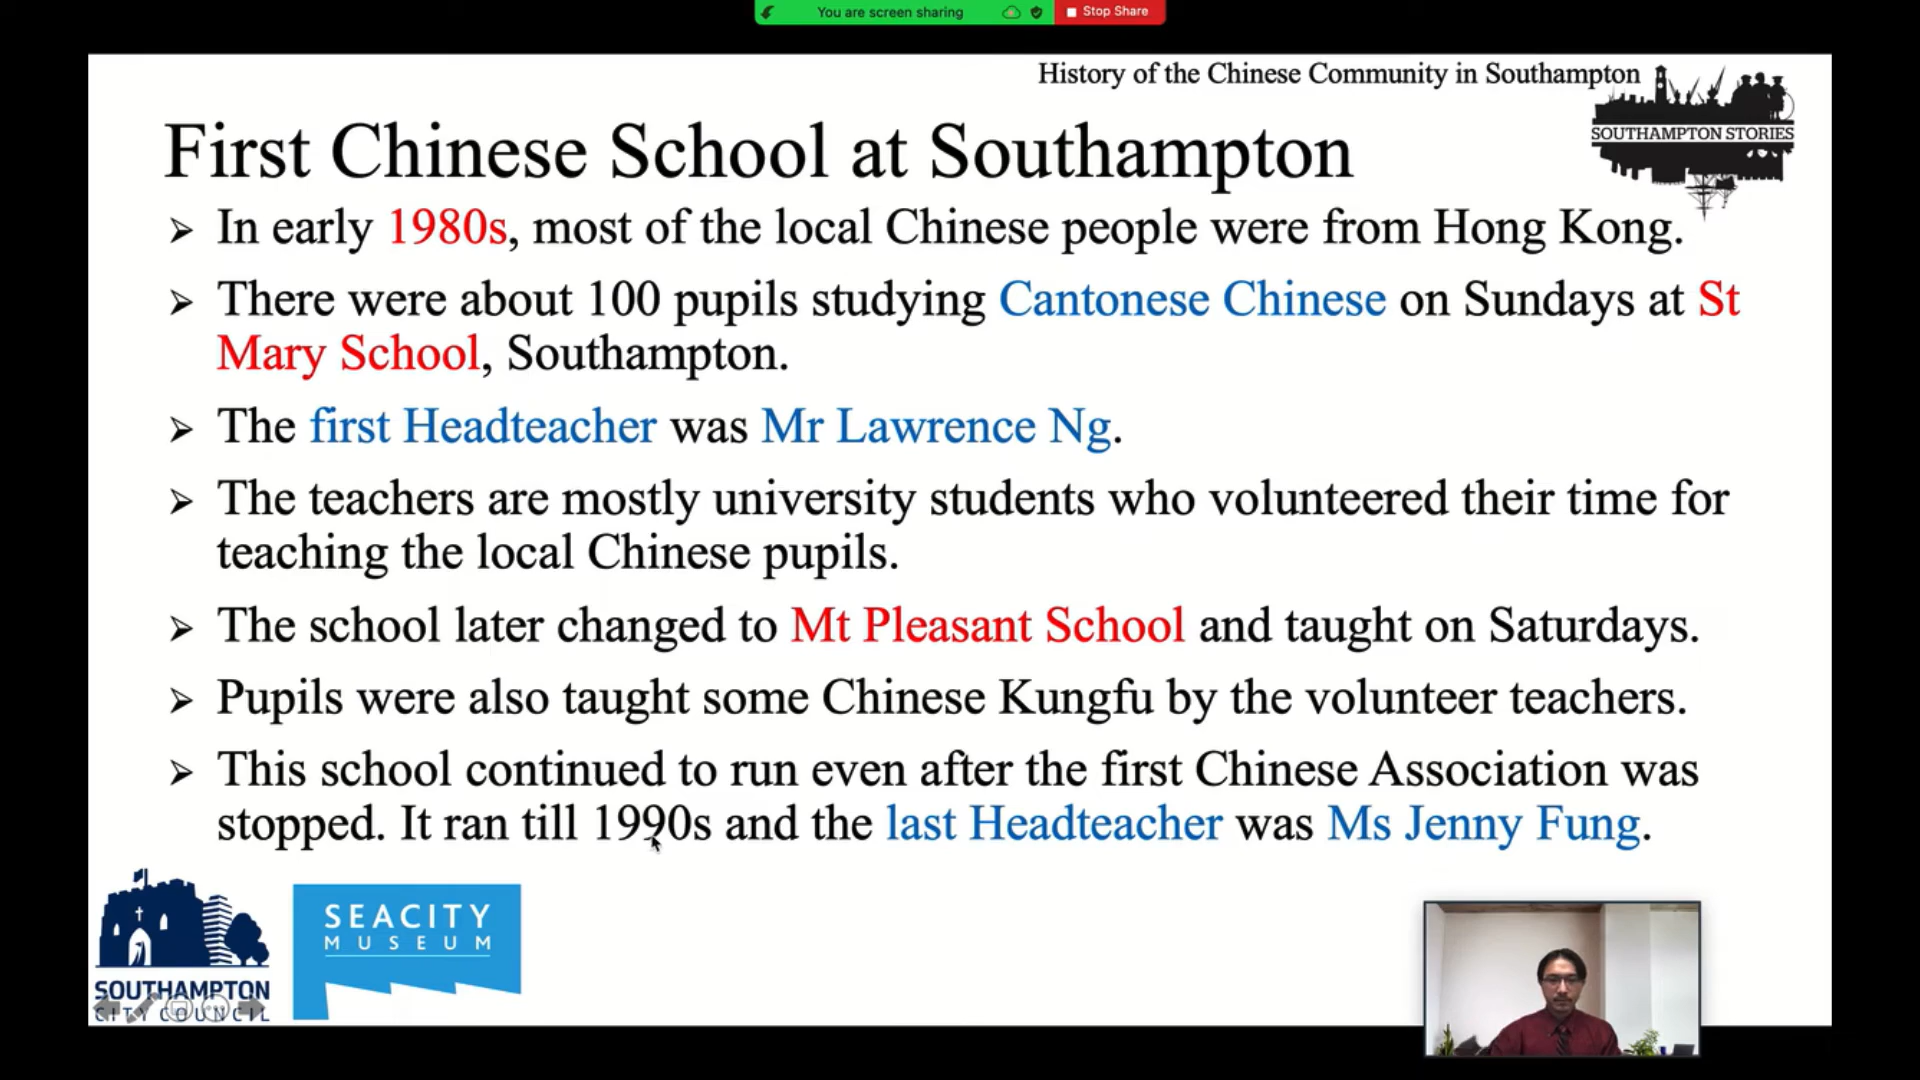 You are screen sharing
Stop Share
History of the Chinese Community in Southampton
SOUTHAMPTON STORIES
First Chinese School at Southampton
➢ In early 1980s, most of the local Chinese people were from Hong Kong.
➢ There were about 100 pupils studying Cantonese Chinese on Sundays at St
Mary School, Southampton.
➢ The first Headteacher was Mr Lawrence Ng.
➢ The teachers are mostly university students who volunteered their time for
teaching the local Chinese pupils.
➢ The school later changed to Mt Pleasant School and taught on Saturdays.
➢ Pupils were also taught some Chinese Kungfu by the volunteer teachers.
➢ This school continued to run even after the first Chinese Association was
stopped. It ran till 1990s and the last Headteacher was Ms Jenny Fung.
SOUTHAMPTON
CITY COUNCIL
SEACITY
MUSEUM